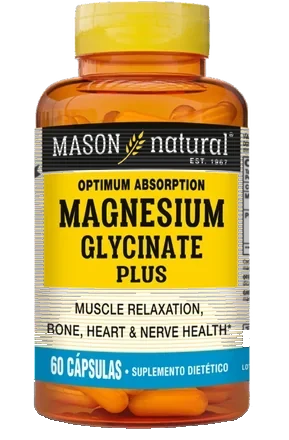 MASON natural
EST. 1967
OPTIMUM ABSORPTION
MAGNESIUM
GLYCINATE
PLUS
MUSCLE RELAXATION,
BONE, HEART & NERVE HEALTH*
60 CÁPSULAS • SUPLEMENTO DIETÉTICO